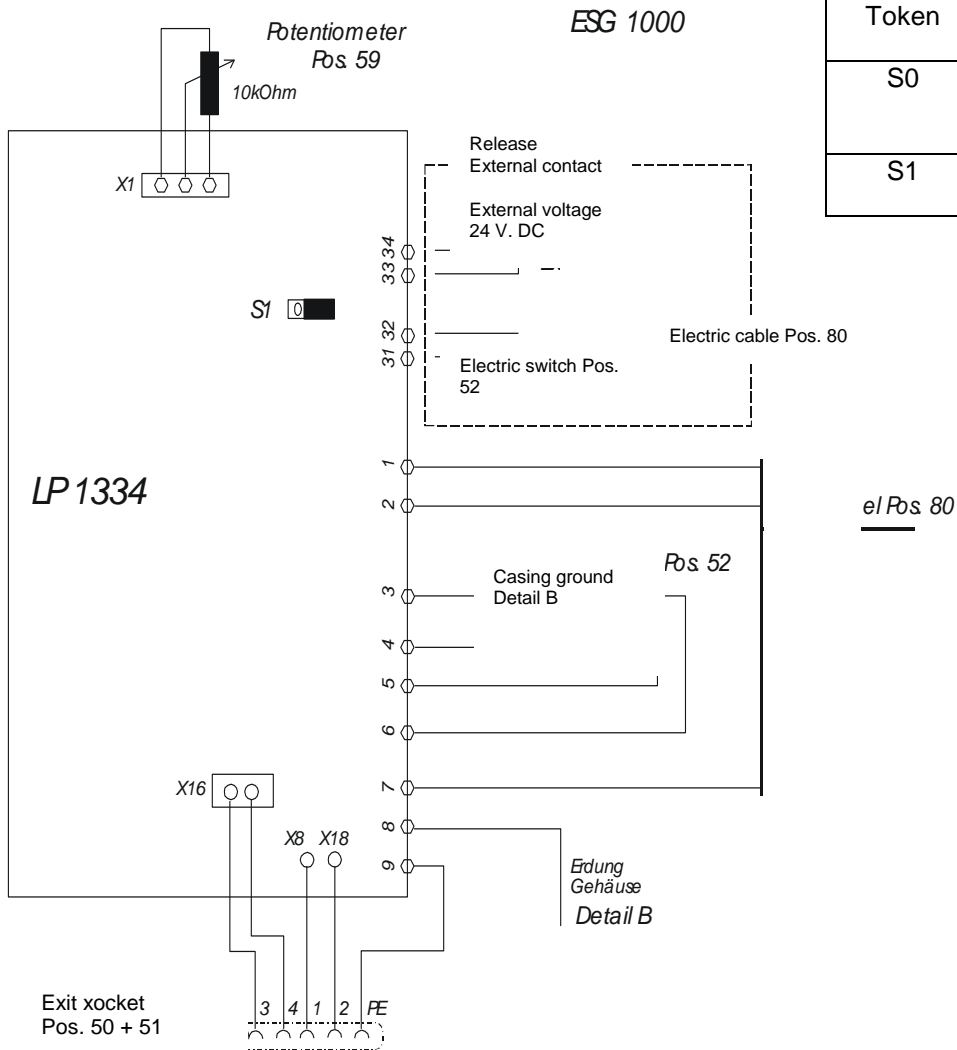 Potentiometer
Pos. 59
10kOhm
ESG 1000
Token
S0
S1
X1
Release
External contact
External voltage
24 V. DC
34
33
S1
0
32
31
Electric switch Pos.
52
Electric cable Pos. 80
LP 1334
1
2
el Pos. 80
3
Casing ground
Detail B
Pos. 52
4
5
6
7
X16
8
X8 X18
9
Erdung
Gehäuse
Detail B
Exit xocket
Pos. 50 + 51
3 4 1 2 PE